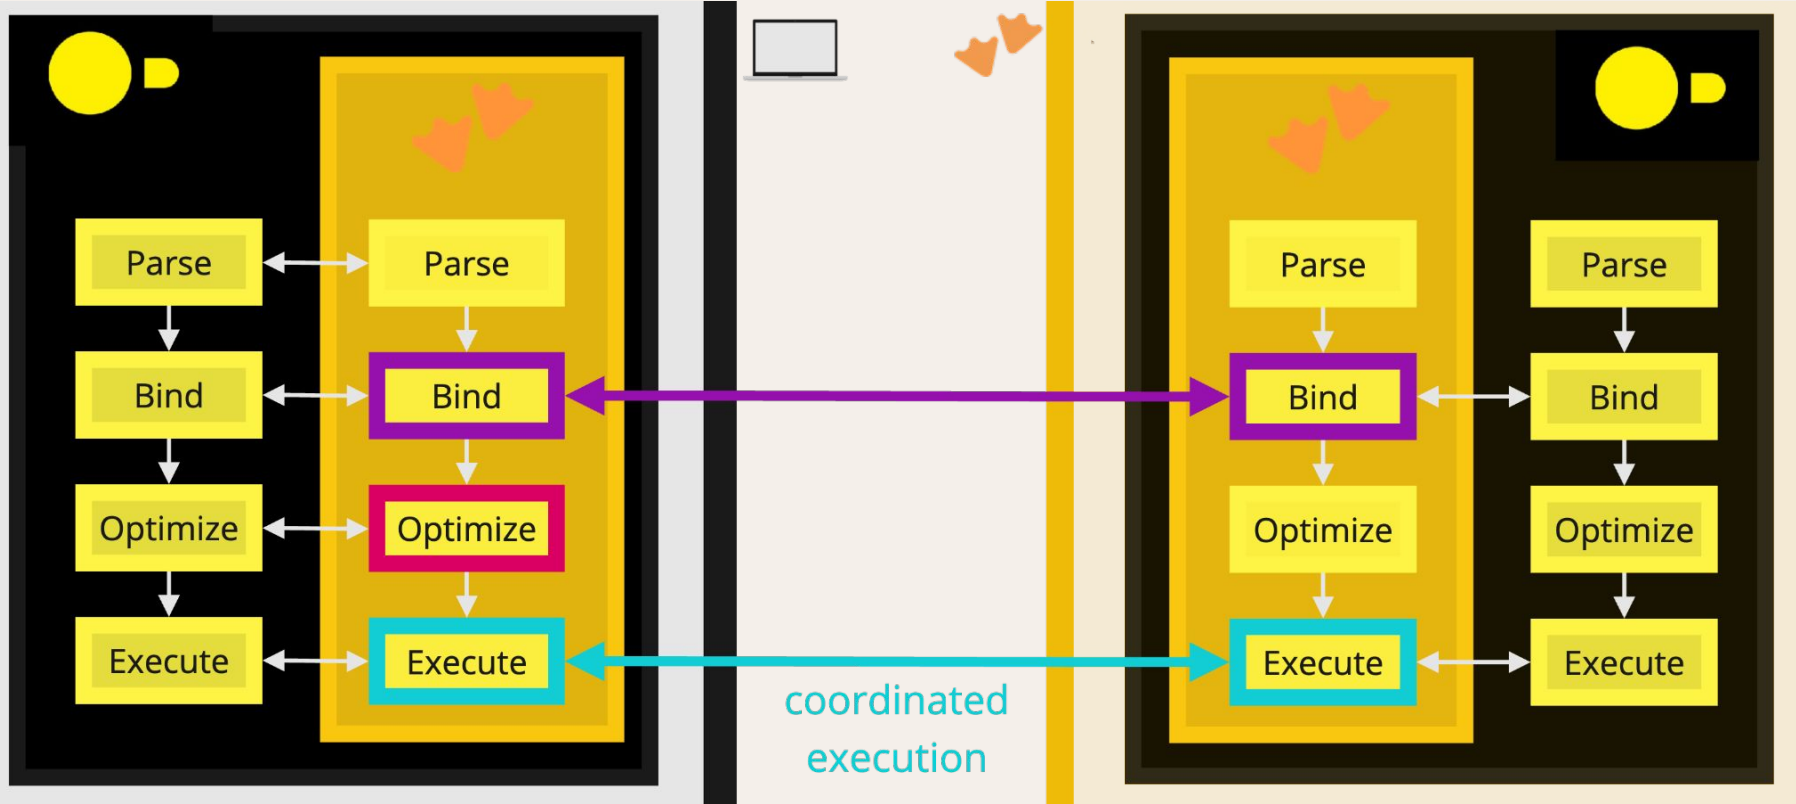 Parse
Parse
Parse
Parse
Bind
Bind
Bind
Bind
Optimize
Optimize
Optimize
Optimize
Execute
Execute
Execute
Execute
coordinated
execution